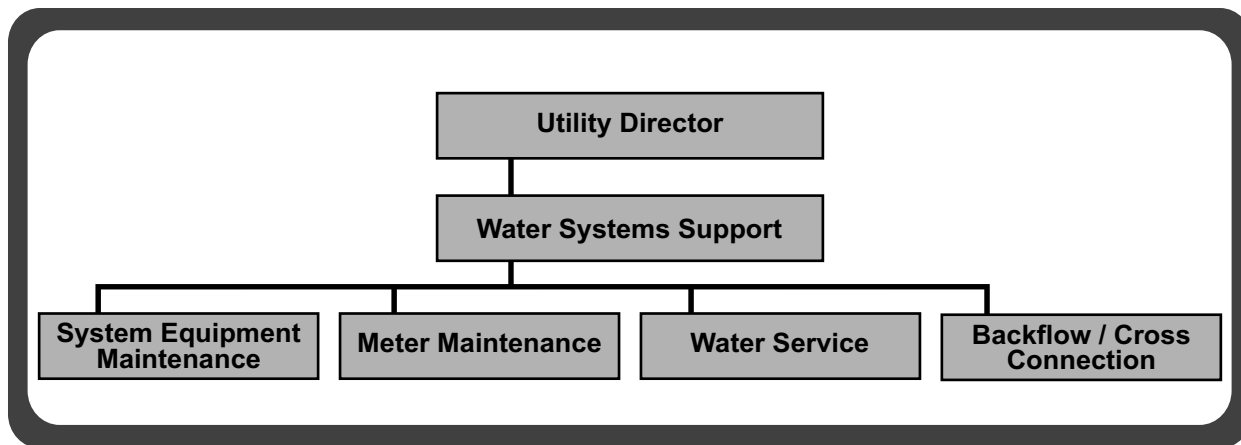 Utility Director
Water Systems Support
System Equipment
Maintenance
Meter Maintenance
Water Service
Backflow / Cross
Connection